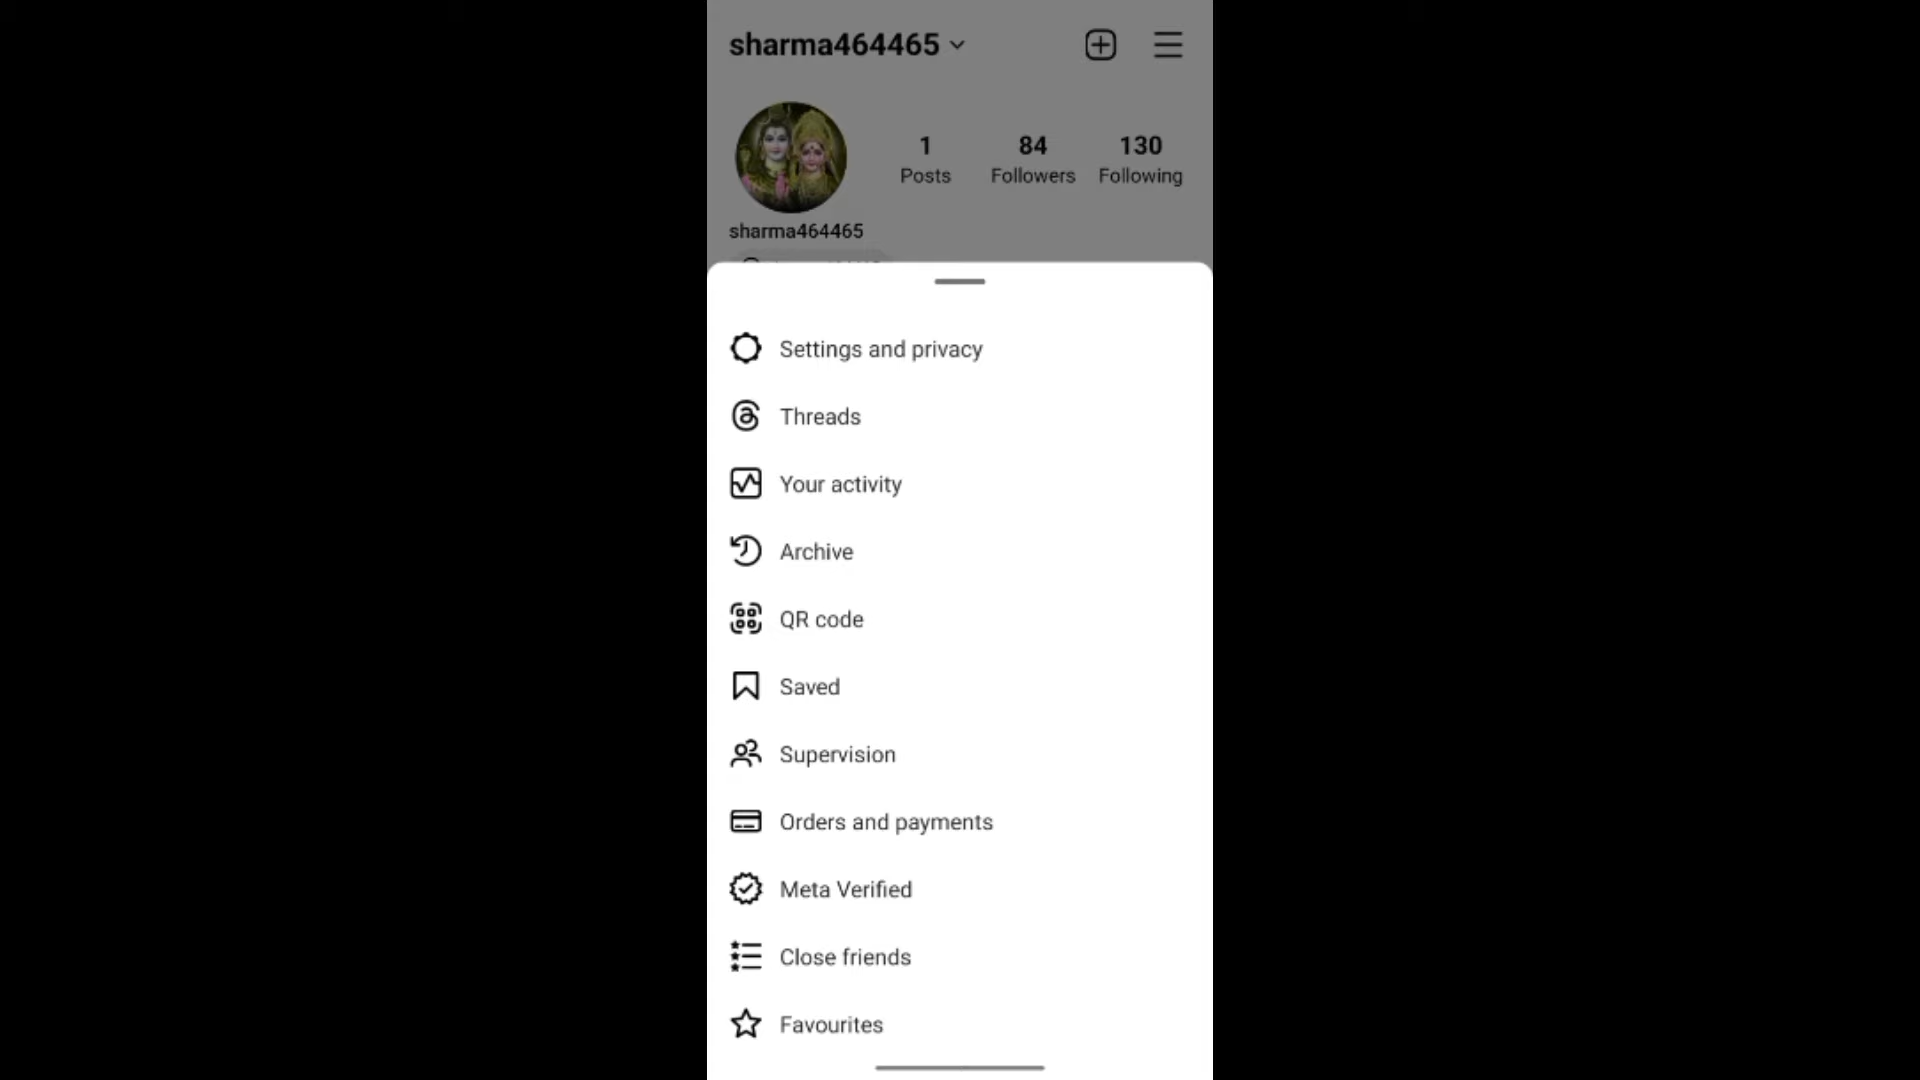 sharma464465
1 84 130
Posts Followers Following
sharma464465
Settings and privacy
Threads
Your activity
Archive
QR code
Saved
Supervision
Orders and payments
Meta Verified
Close friends
Favourites